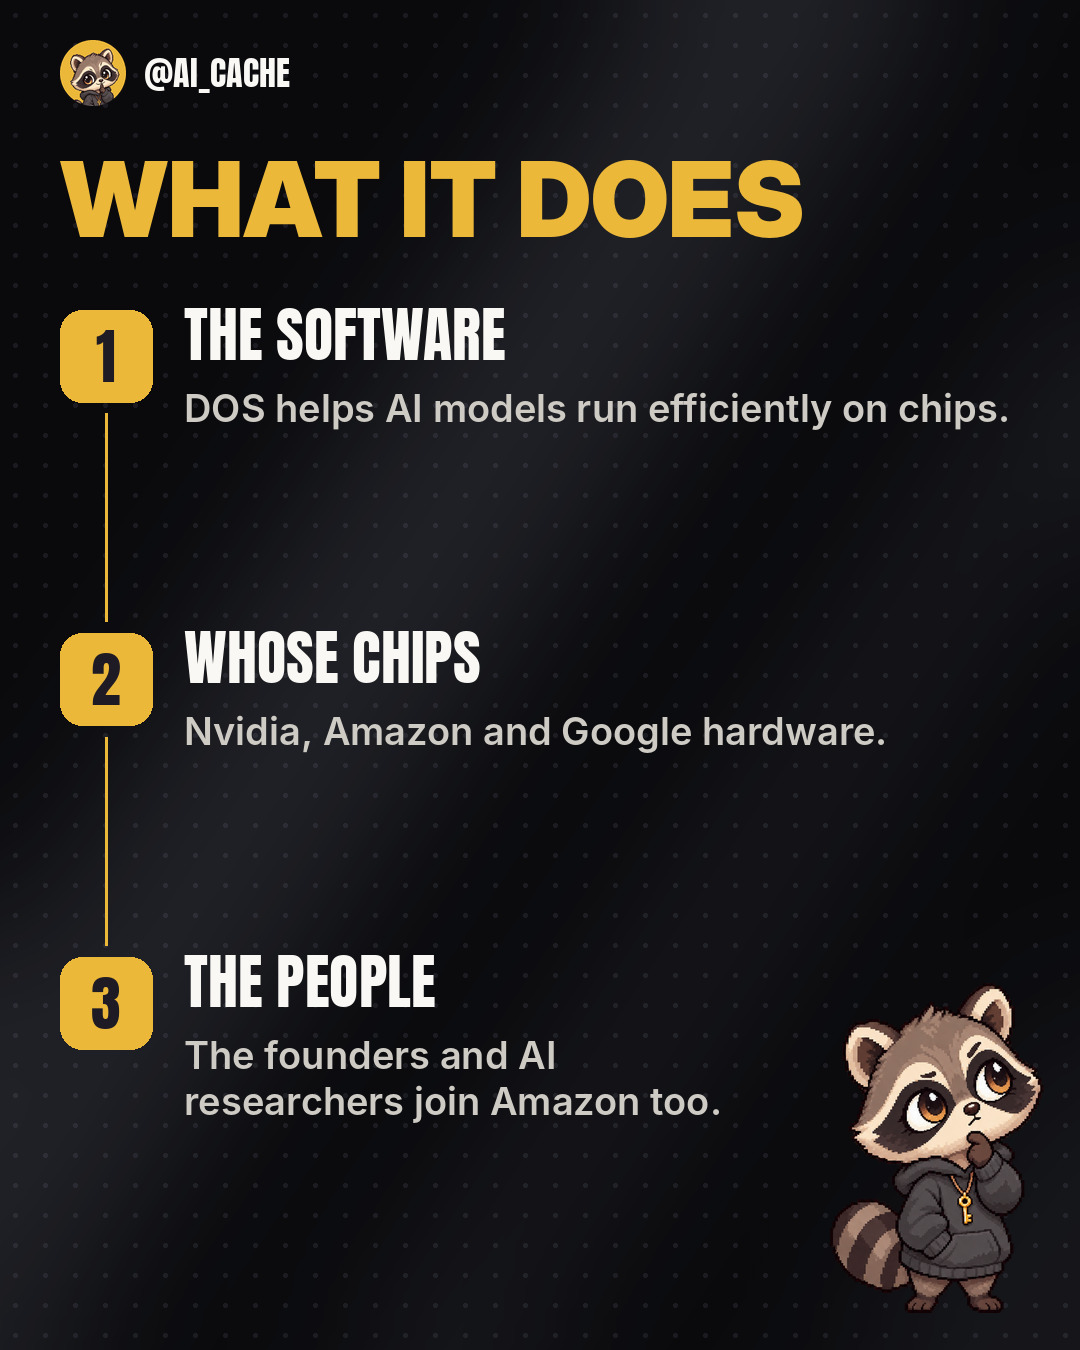 @AI_CACHE
WHAT IT DOES
1
THE SOFTWARE
DOS helps AI models run efficiently on chips.
2
WHOSE CHIPS
Nvidia, Amazon and Google hardware.
3
THE PEOPLE
The founders and AI
researchers join Amazon too.